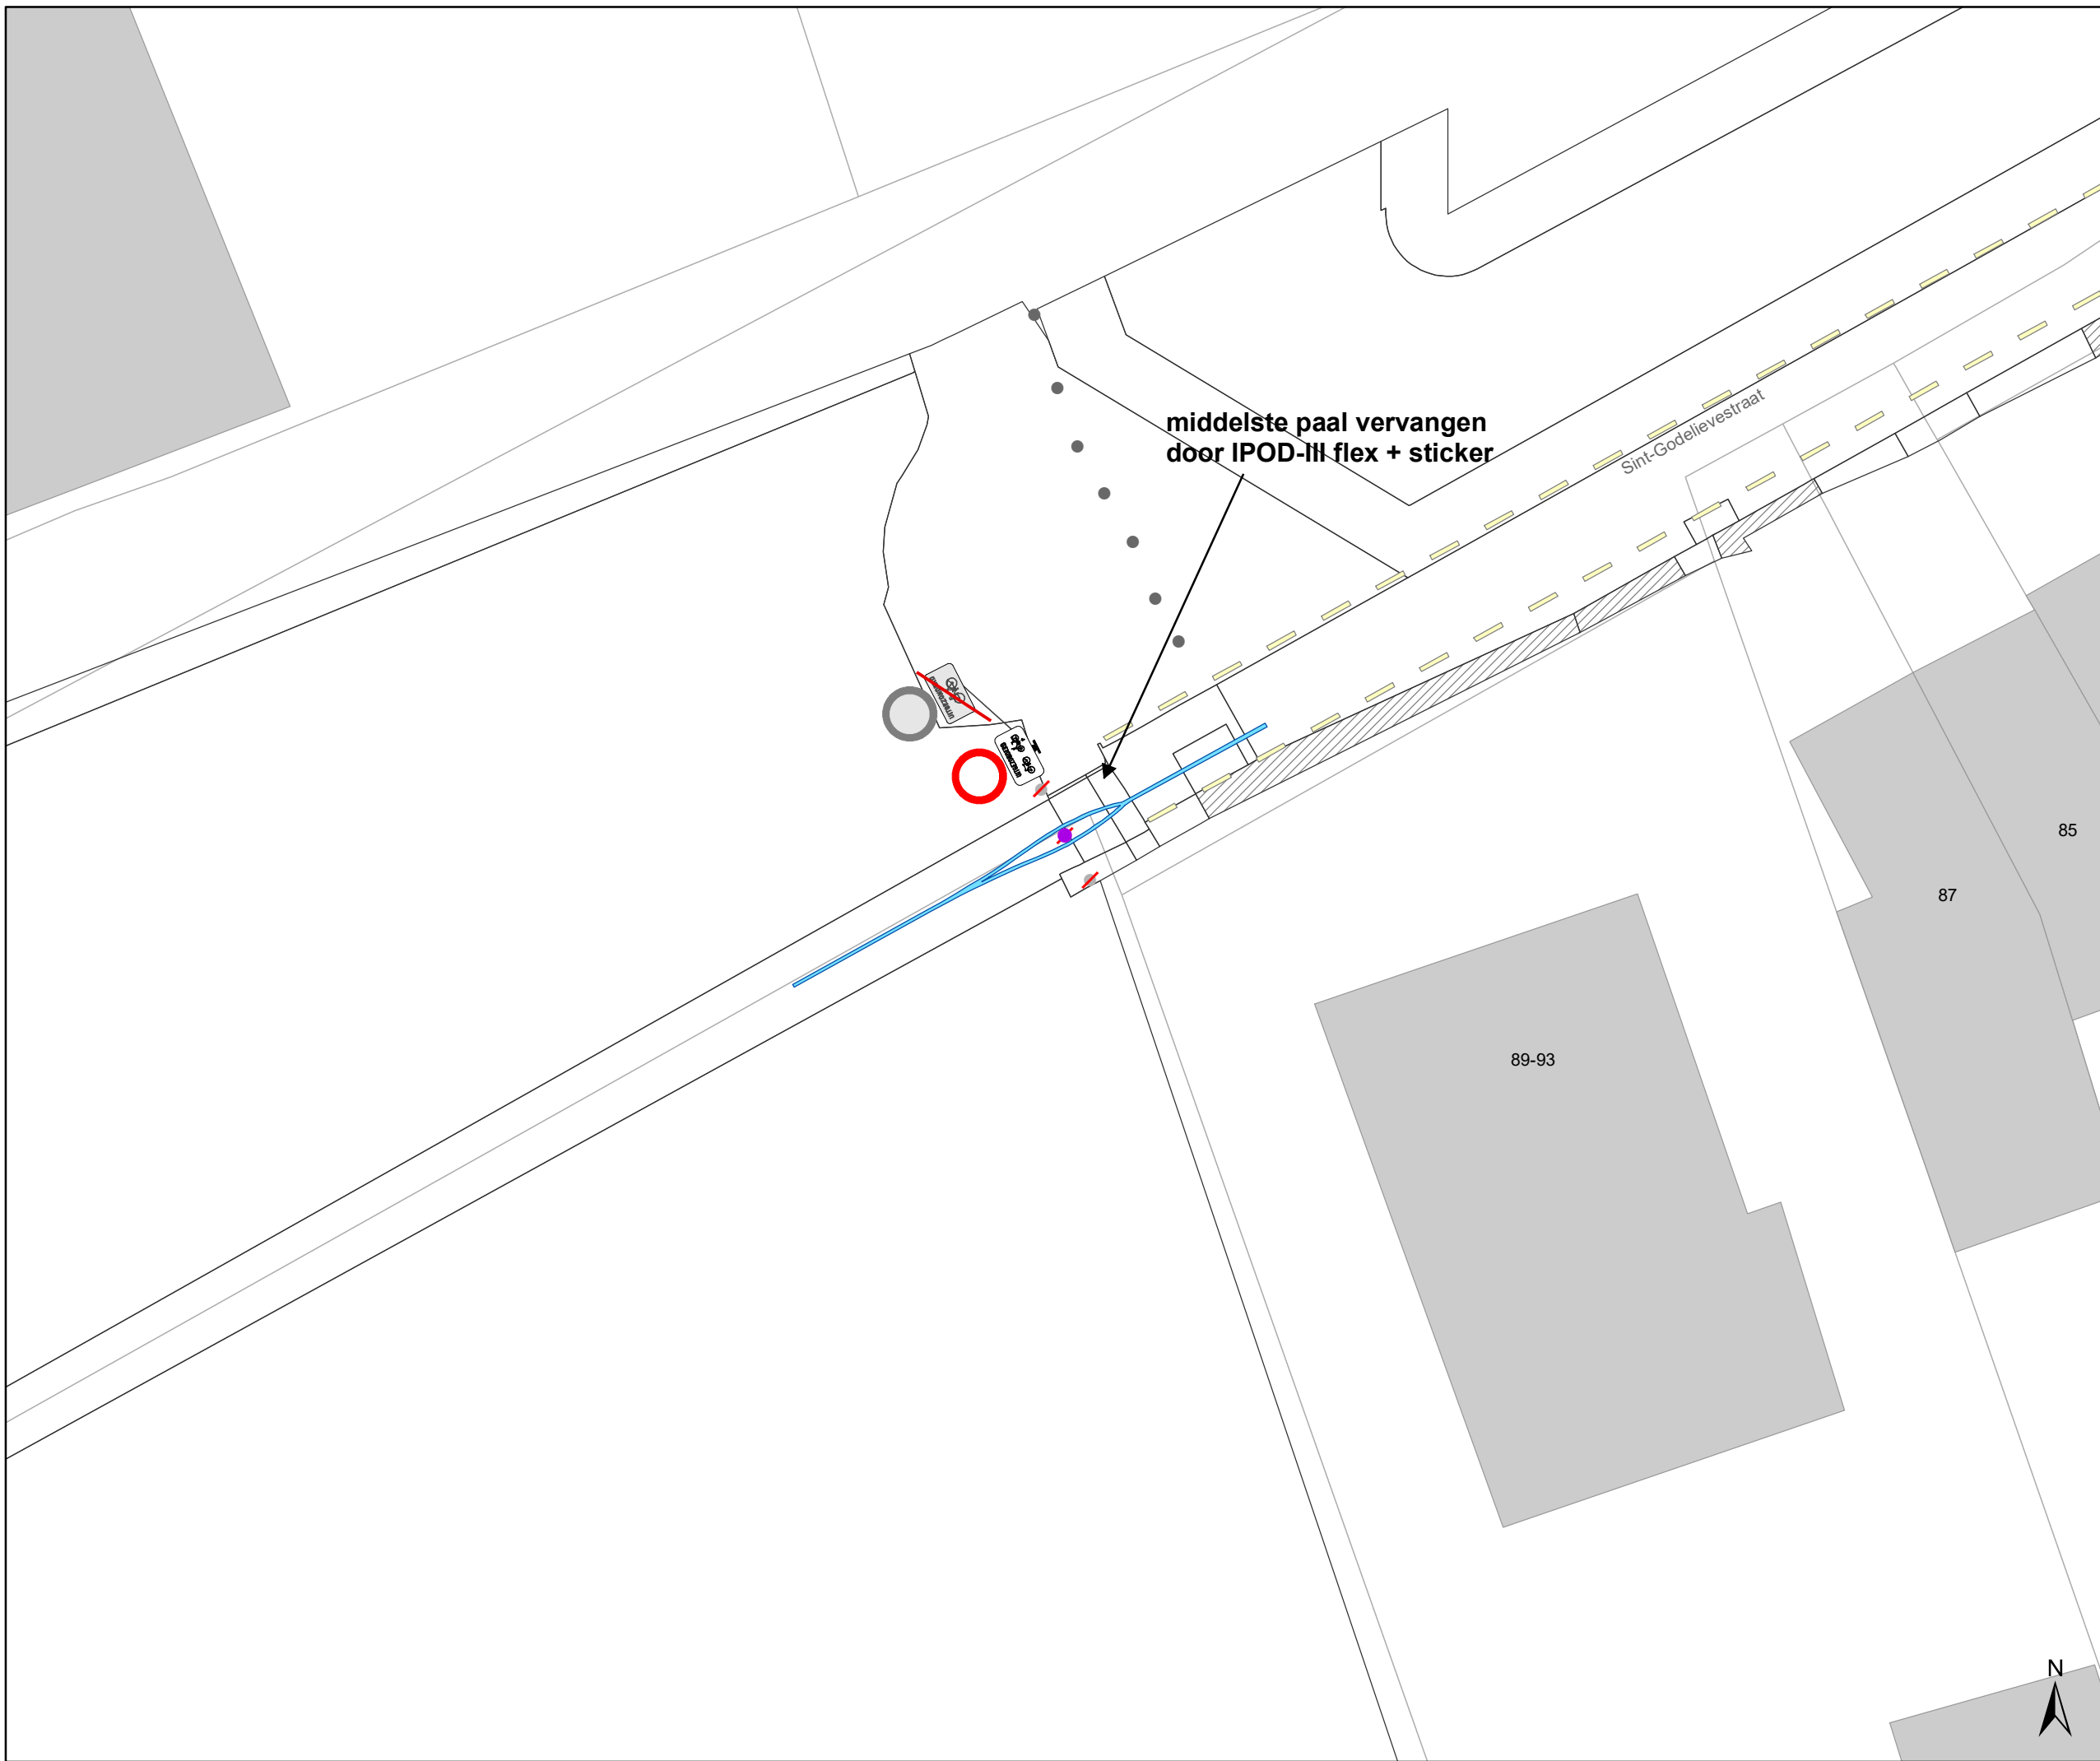 middelste paal vervangen
door IPOD-III flex + sticker
Sint-Godelievestraat
85
87
89-93
N